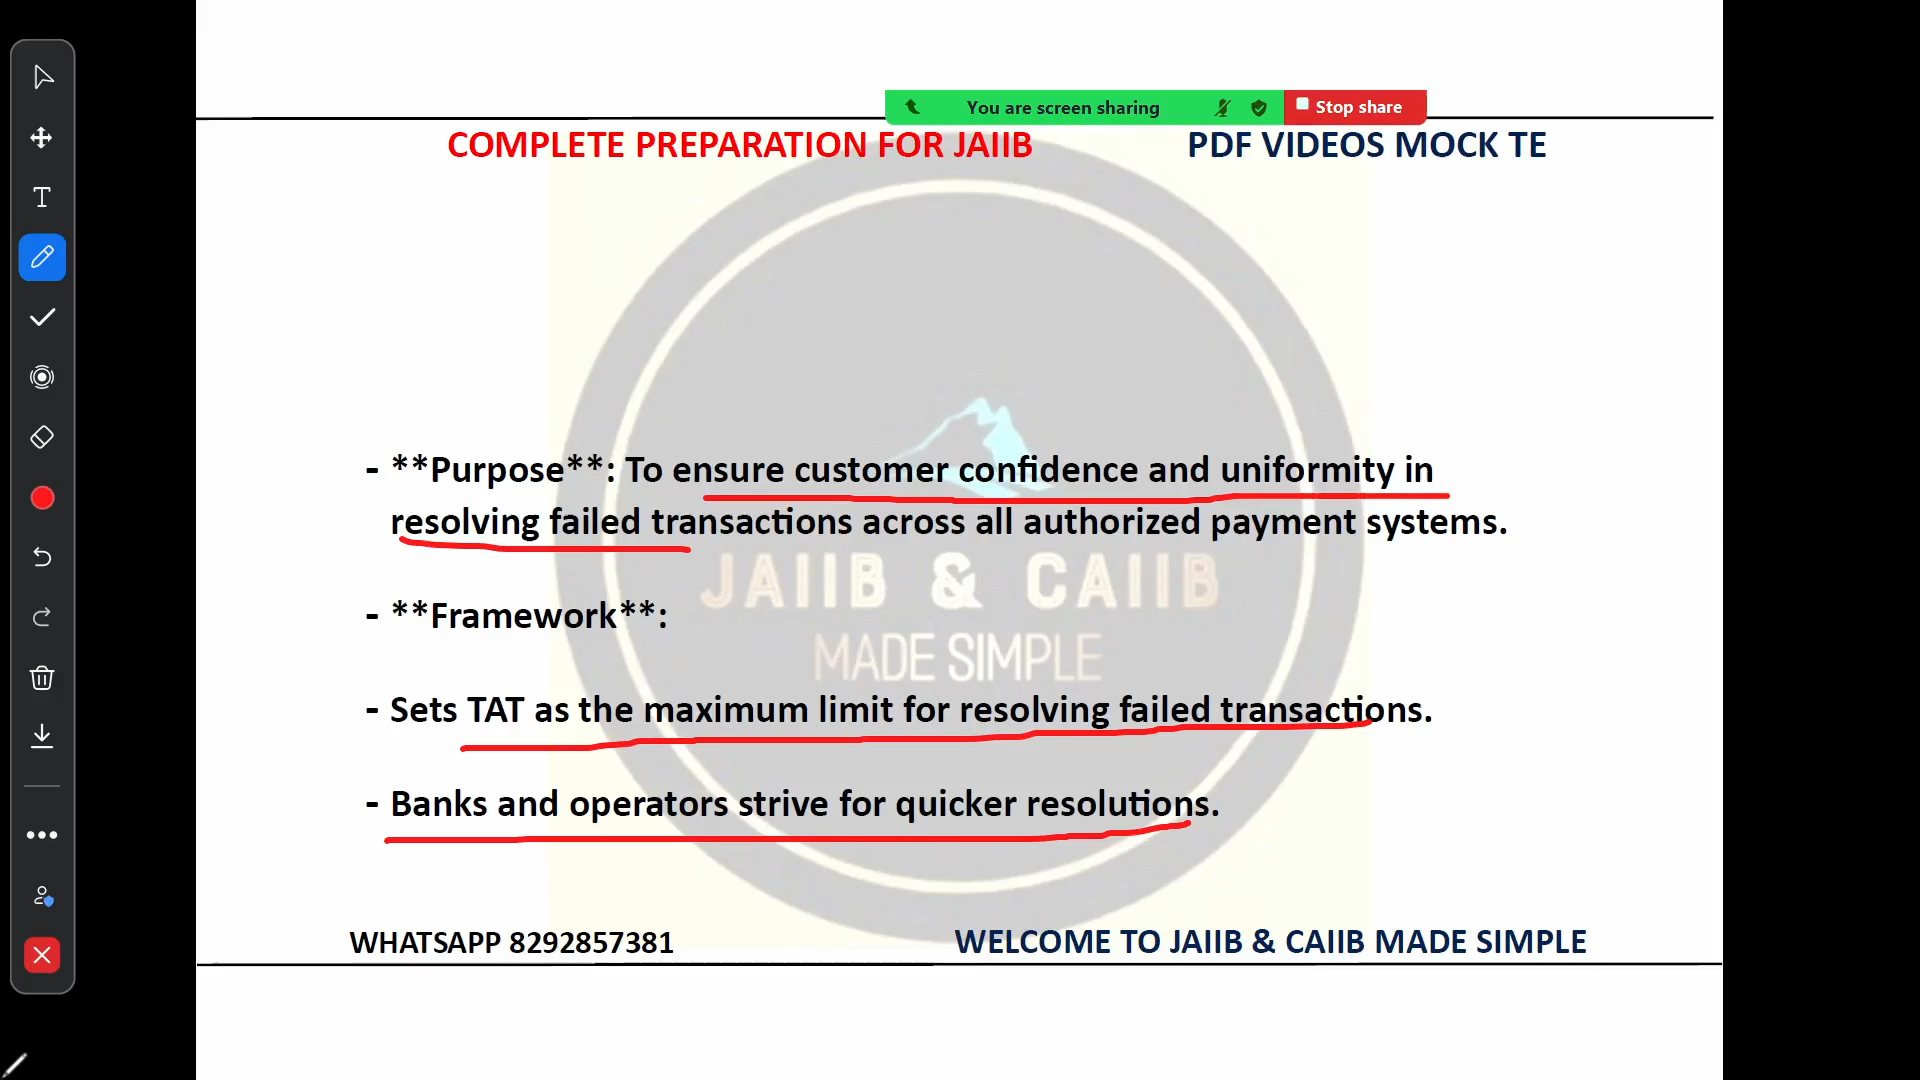 You are screen sharing Stop share
COMPLETE PREPARATION FOR JAIIB PDF VIDEOS MOCK TE
T
- **Purpose**: To ensure customer confidence and uniformity in
resolving failed transactions across all authorized payment systems.
JAIIB & CAIIB
- **Framework**:
MADE SIMPLE
- Sets TAT as the maximum limit for resolving failed transactions.
- Banks and operators strive for quicker resolutions.
WHATSAPP 8292857381 WELCOME TO JAIIB & CAIIB MADE SIMPLE